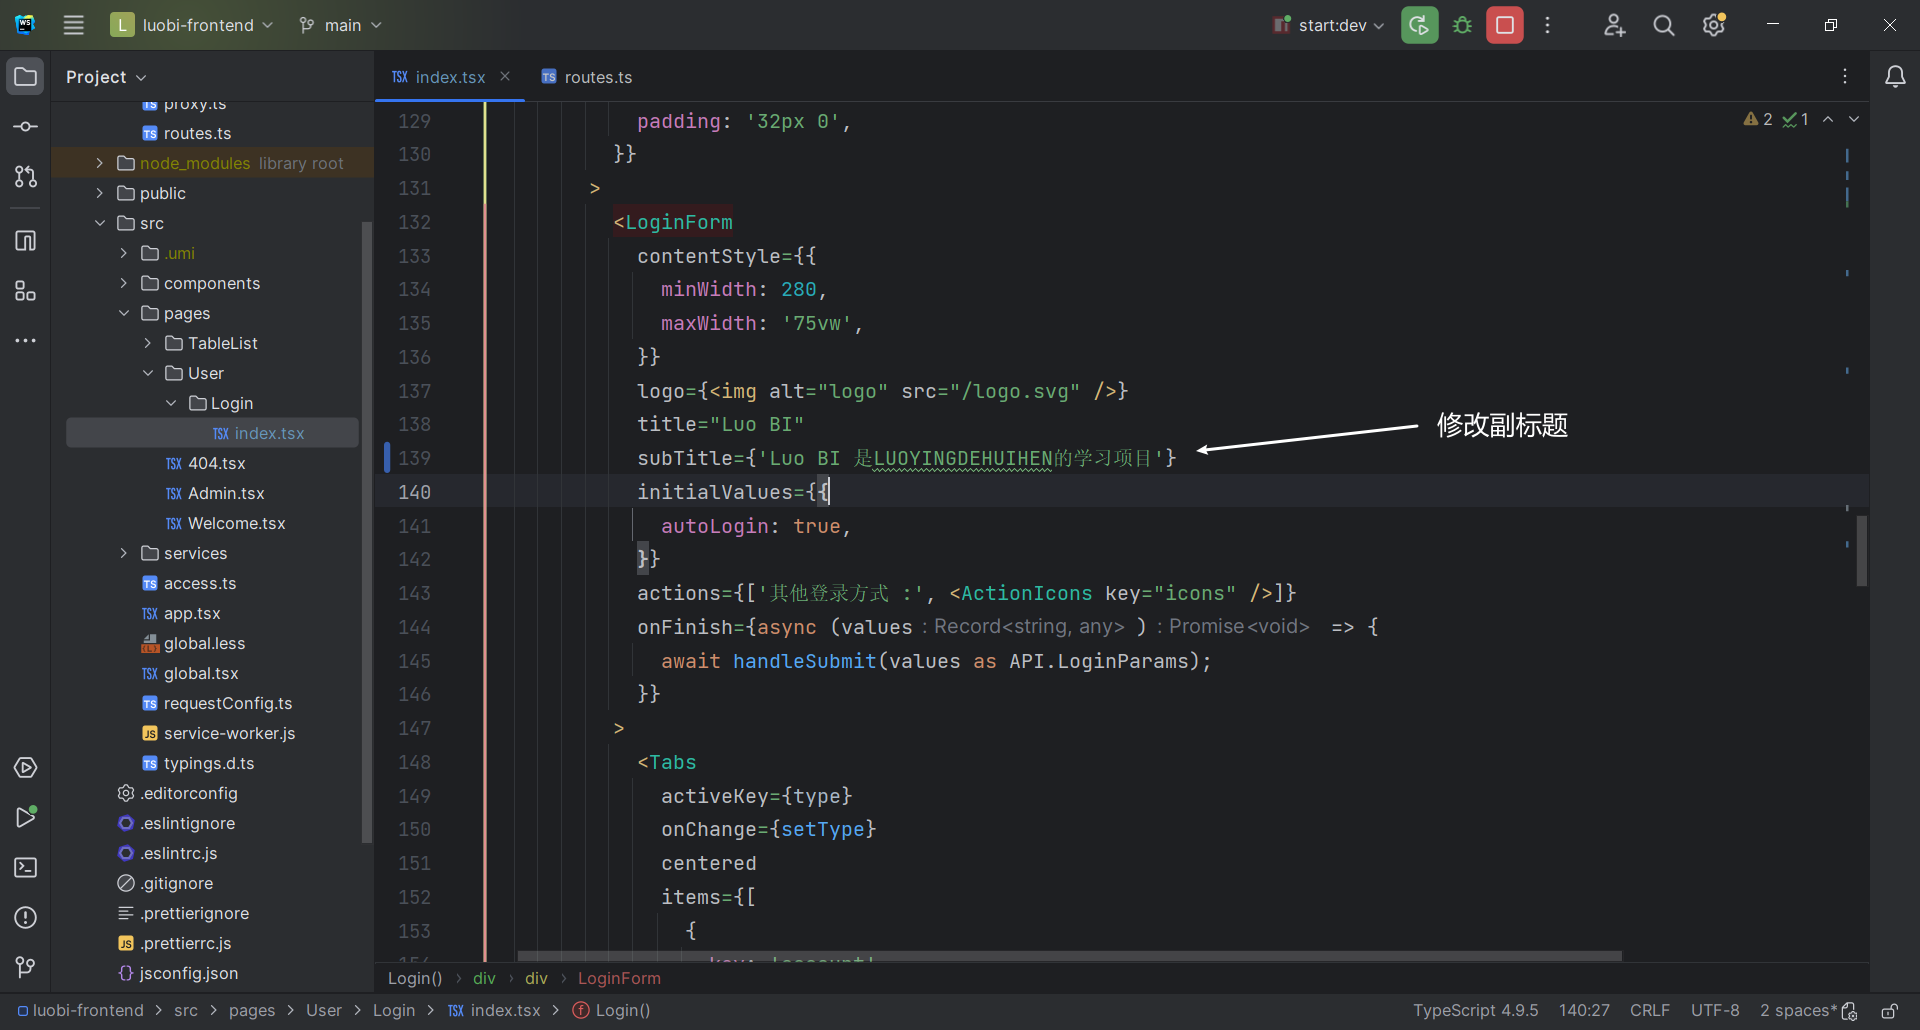 luobi-frontend
main
start:dev
Project
index.tsx
routes.ts
proxy.ts
routes.ts
node_modules library root
public
src
.umi
components
pages
TableList
User
Login
index.tsx
404.tsx
Admin.tsx
Welcome.tsx
services
access.ts
app.tsx
global.less
global.tsx
requestConfig.ts
service-worker.js
typings.d.ts
.editorconfig
.eslintignore
.eslintrc.js
.gitignore
.prettierignore
.prettierrc.js
jsconfig.json
2 1
129 padding: '32px 0',
130 }}
131 >
132 <LoginForm
133 contentStyle={{
134 minWidth: 280,
135 maxWidth: '75vw',
136 }}
137 logo={<img alt="logo" src="/logo.svg" />}
138 title="Luo BI"
修改副标题
139 subTitle={'Luo BI 是LUOYINGDEHUIHEN的学习项目'}
140 initialValues={{
141 autoLogin: true,
142 }}
143 actions={['其他登录方式 :', <ActionIcons key="icons" />]}
144 onFinish={async (values : Record<string, any> ) : Promise<void> => {
145 await handleSubmit(values as API.LoginParams);
146 }}
147 >
148 <Tabs
149 activeKey={type}
150 onChange={setType}
151 centered
152 items={[
153 {
154 key: 'account'
Login() > div > div > LoginForm
luobi-frontend > src > pages > User > Login > index.tsx > Login()
TypeScript 4.9.5 140:27 CRLF UTF-8 2 spaces*